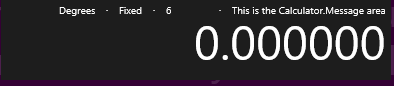 Degrees · Fixed · 6 · This is the Calculator.Message area
0.000000